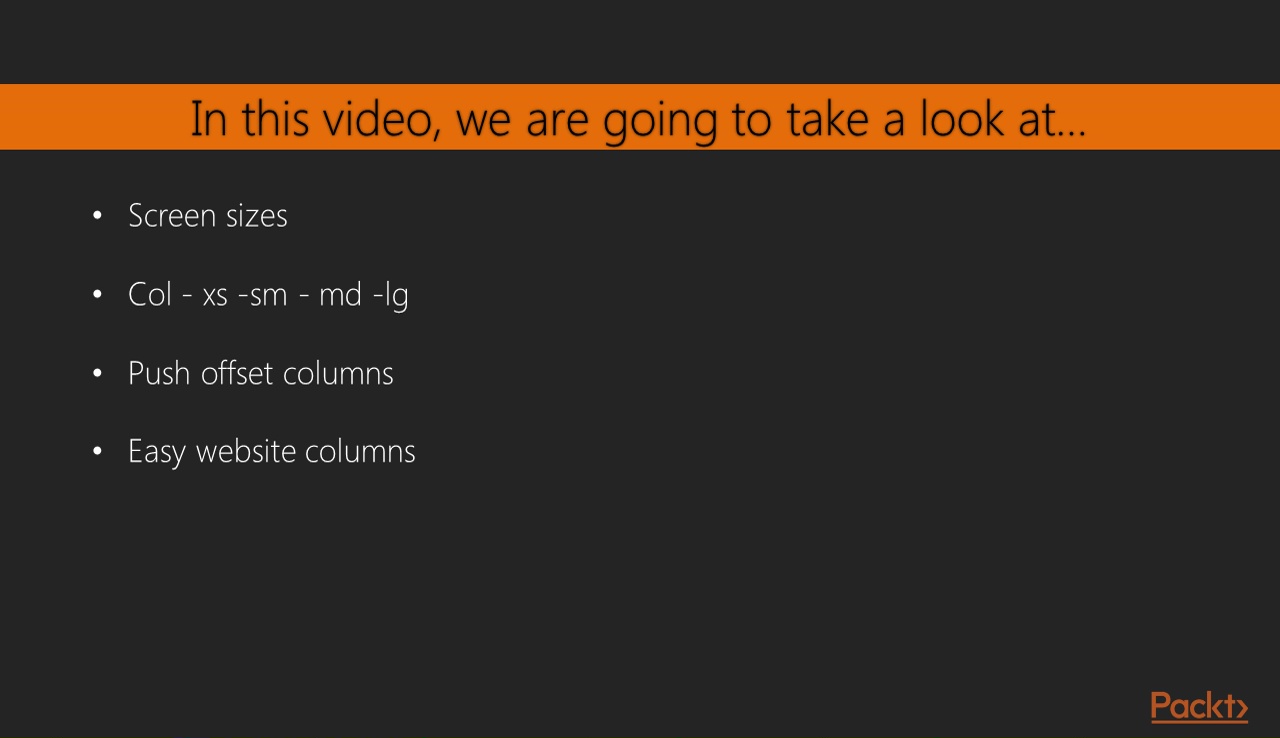 In this video, we are going to take a look at...
• Screen sizes
• Col - xs -sm - md -lg
• Push offset columns
• Easy website columns
Packt>